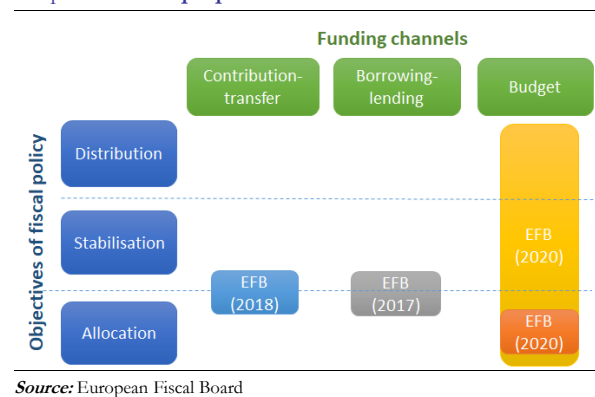 Funding channels
Contribution-
transfer
Borrowing-
lending
Budget
Objectives of fiscal policy
Distribution
Stabilisation
Allocation
EFB
(2018)
EFB
(2017)
EFB
(2020)
EFB
(2020)
Source: European Fiscal Board